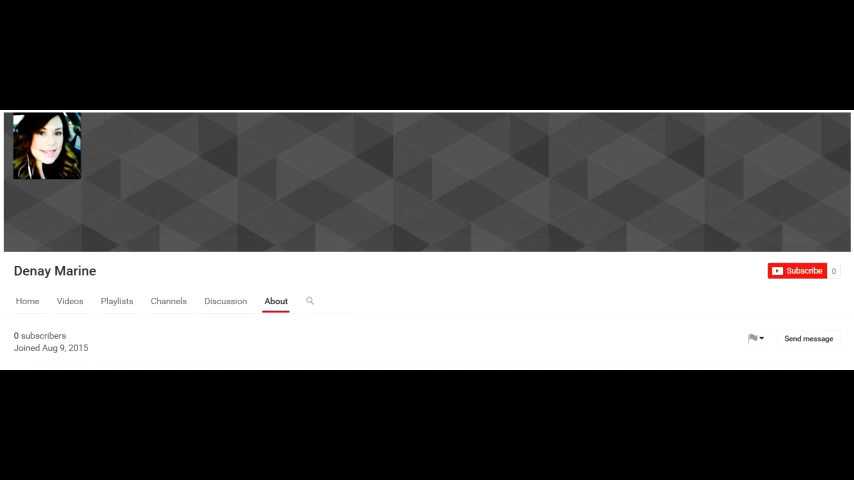 Denay Marine
Subscribe 0
Home Videos Playlists Channels Discussion About
0 subscribers
Joined Aug 9, 2015
Send message